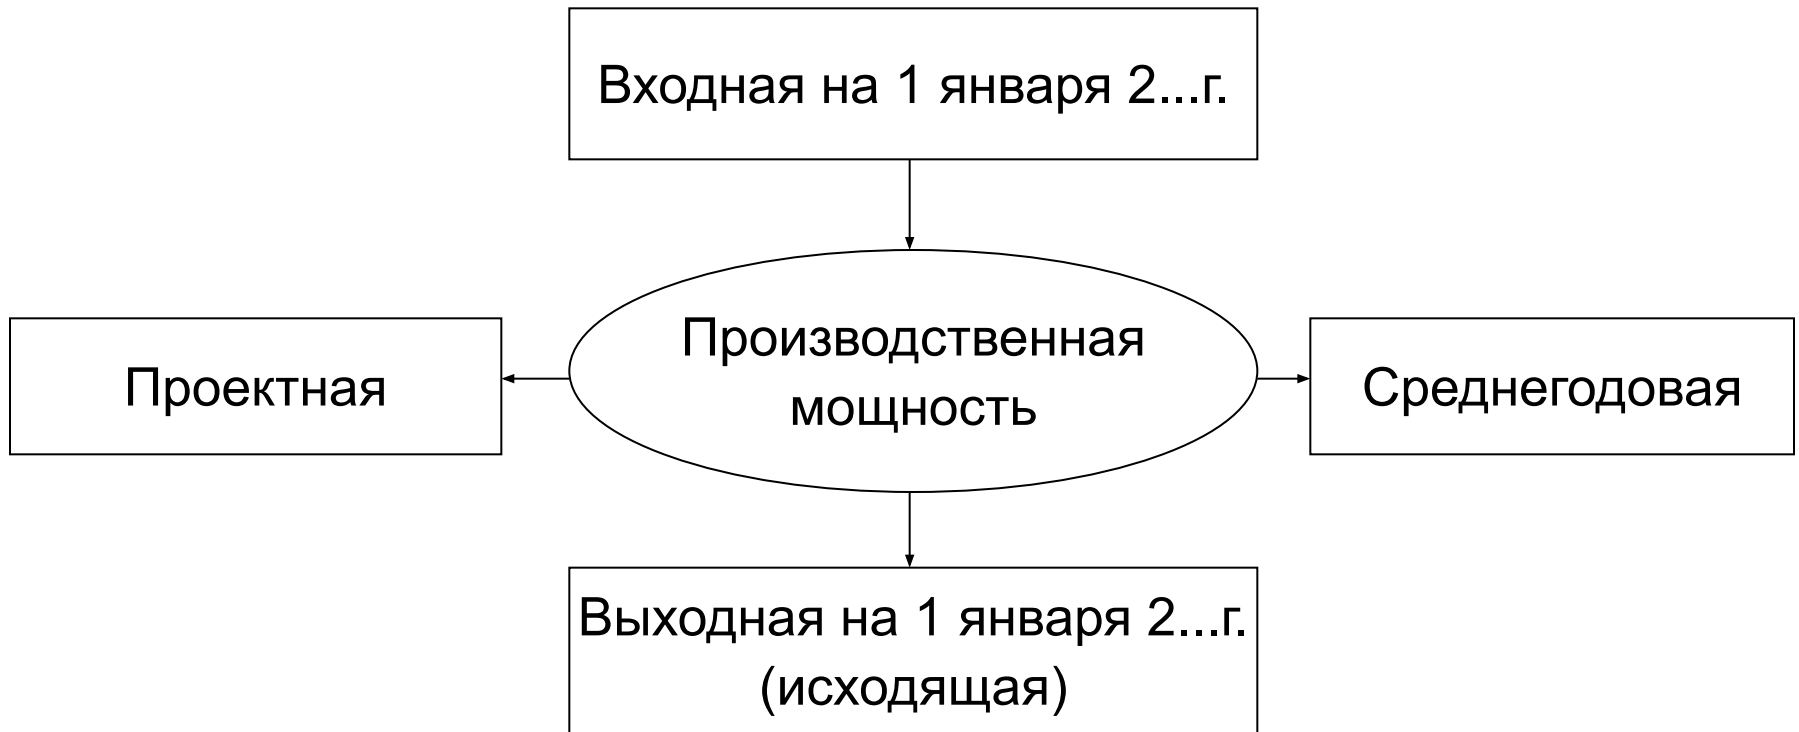 Входная на 1 января 2...г.
Производственная
мощность
Проектная
Среднегодовая
Выходная на 1 января 2...г.
(исходящая)